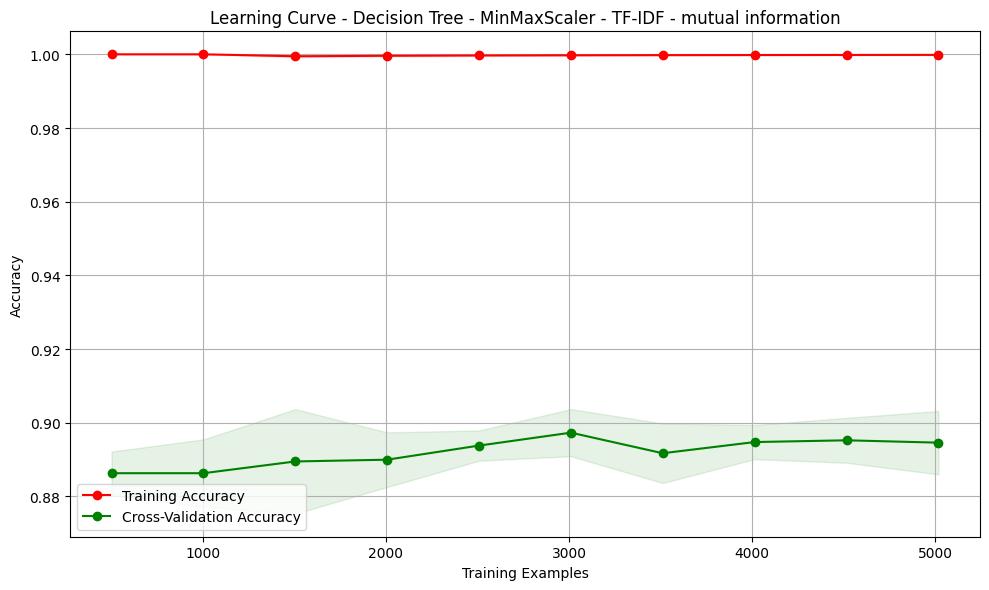 Learning Curve - Decision Tree - MinMaxScaler - TF-IDF - mutual information
1.00
0.98
0.96
0.94
0.92
0.90
0.88
Accuracy
Training Accuracy
Cross-Validation Accuracy
1000 2000 3000 4000 5000
Training Examples